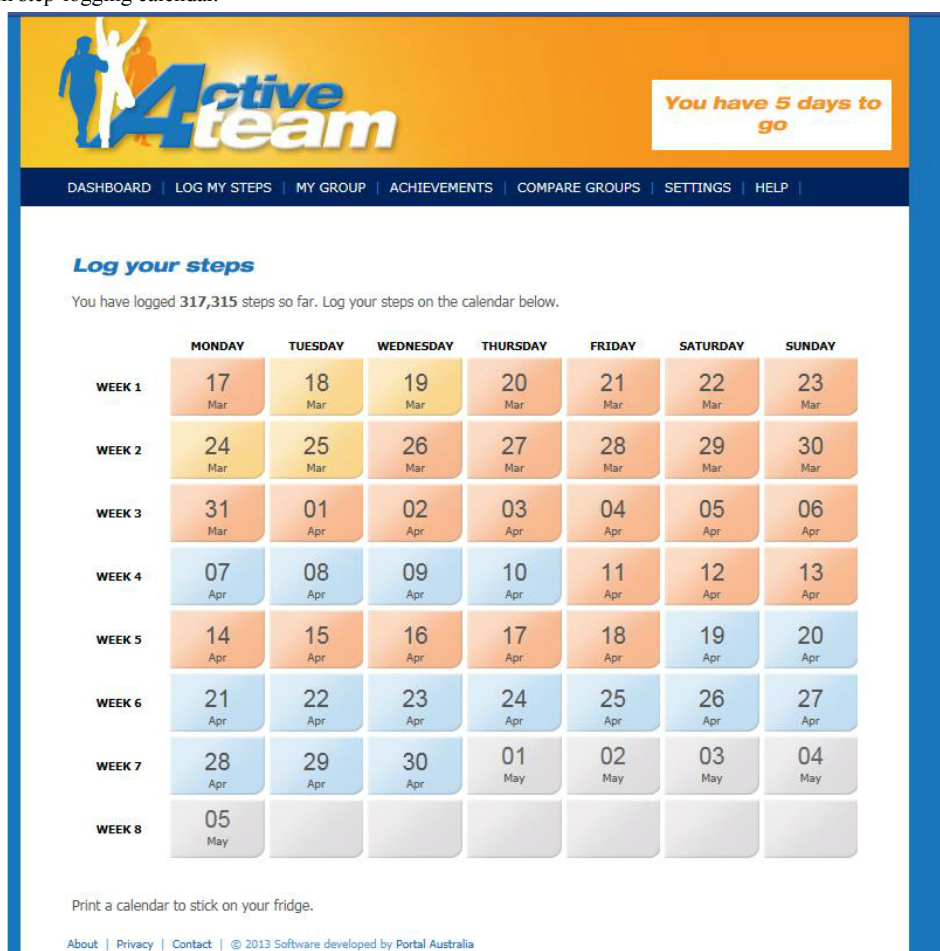 step-logging calendar.
Active
team
You have 5 days to
go
DASHBOARD | LOG MY STEPS | MY GROUP | ACHIEVEMENTS | COMPARE GROUPS | SETTINGS | HELP |
Log your steps
You have logged 317,315 steps so far. Log your steps on the calendar below.
MONDAY TUESDAY WEDNESDAY THURSDAY FRIDAY SATURDAY SUNDAY
WEEK 1 17 18 19 20 21 22 23
Mar Mar Mar Mar Mar Mar Mar
WEEK 2 24 25 26 27 28 29 30
Mar Mar Mar Mar Mar Mar Mar
WEEK 3 31 01 02 03 04 05 06
Mar Apr Apr Apr Apr Apr Apr
WEEK 4 07 08 09 10 11 12 13
Apr Apr Apr Apr Apr Apr Apr
WEEK 5 14 15 16 17 18 19 20
Apr Apr Apr Apr Apr Apr Apr
WEEK 6 21 22 23 24 25 26 27
Apr Apr Apr Apr Apr Apr Apr
WEEK 7 28 29 30 01 02 03 04
Apr Apr Apr May May May May
WEEK 8 05
May
Print a calendar to stick on your fridge.
About | Privacy | Contact | © 2013 Software developed by Portal Australia